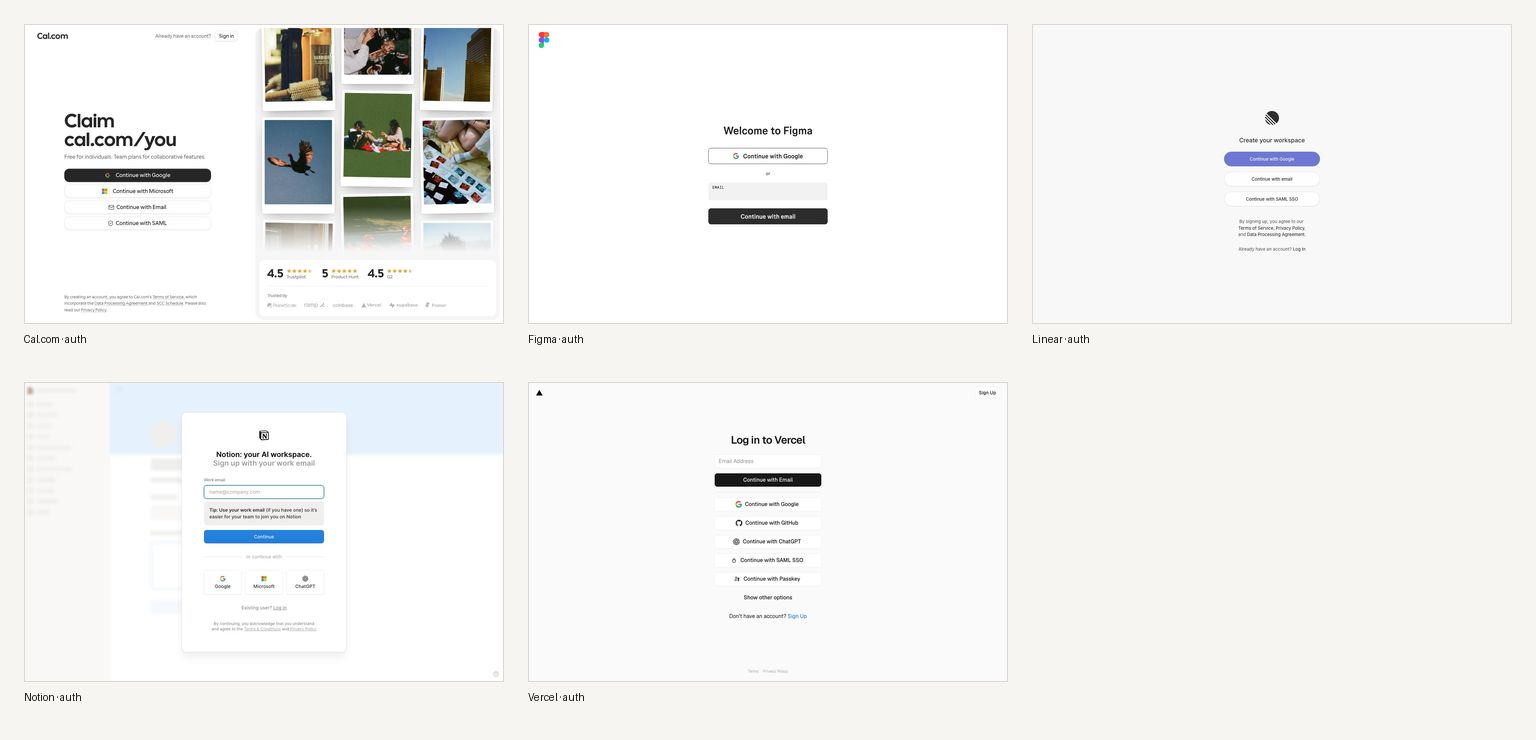 Cal.com
Already have an account? Sign in
Claim
cal.com/you
Free for individuals. Team plans for collaborative features.
Continue with Google
Continue with Microsoft
Continue with Email
Continue with SAML
By creating an account, you agree to Cal.com's Terms of Service, which
incorporate the Data Processing Agreement and SCC Schedule. Please also
read our Privacy Policy.
4.5 Trustpilot
5 Product Hunt
4.5 G2
Trusted by
PlanetScale ramp coinbase Vercel supabase Framer
Cal.com · auth
Welcome to Figma
Continue with Google
or
EMAIL
Continue with email
Figma · auth
Create your workspace
Continue with Google
Continue with email
Continue with SAML SSO
By signing up, you agree to our
Terms of Service, Privacy Policy,
and Data Processing Agreement.
Already have an account? Log in
Linear · auth
N
Notion: your AI workspace.
Sign up with your work email
Work email
name@company.com
Tip: Use your work email (if you have one) so it's
easier for your team to join you on Notion
Continue
or continue with
Google Microsoft ChatGPT
Existing user? Log in
By continuing, you acknowledge that you understand
and agree to the Terms & Conditions and Privacy Policy
Notion · auth
Sign Up
Log in to Vercel
Email Address
Continue with Email
Continue with Google
Continue with GitHub
Continue with ChatGPT
Continue with SAML SSO
Continue with Passkey
Show other options
Don't have an account? Sign Up
Terms Privacy Policy
Vercel · auth